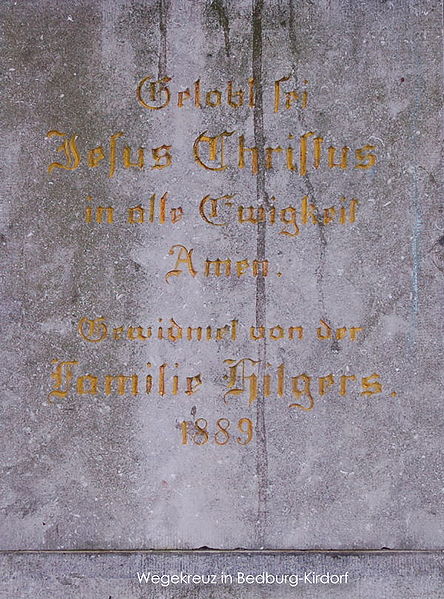 Gelobt sei
Jesus Christus
in alle Ewigkeit
Amen.
Gewidmet von der
Familie Hilgers.
1889
Wegekreuz in Bedburg-Kirdorf